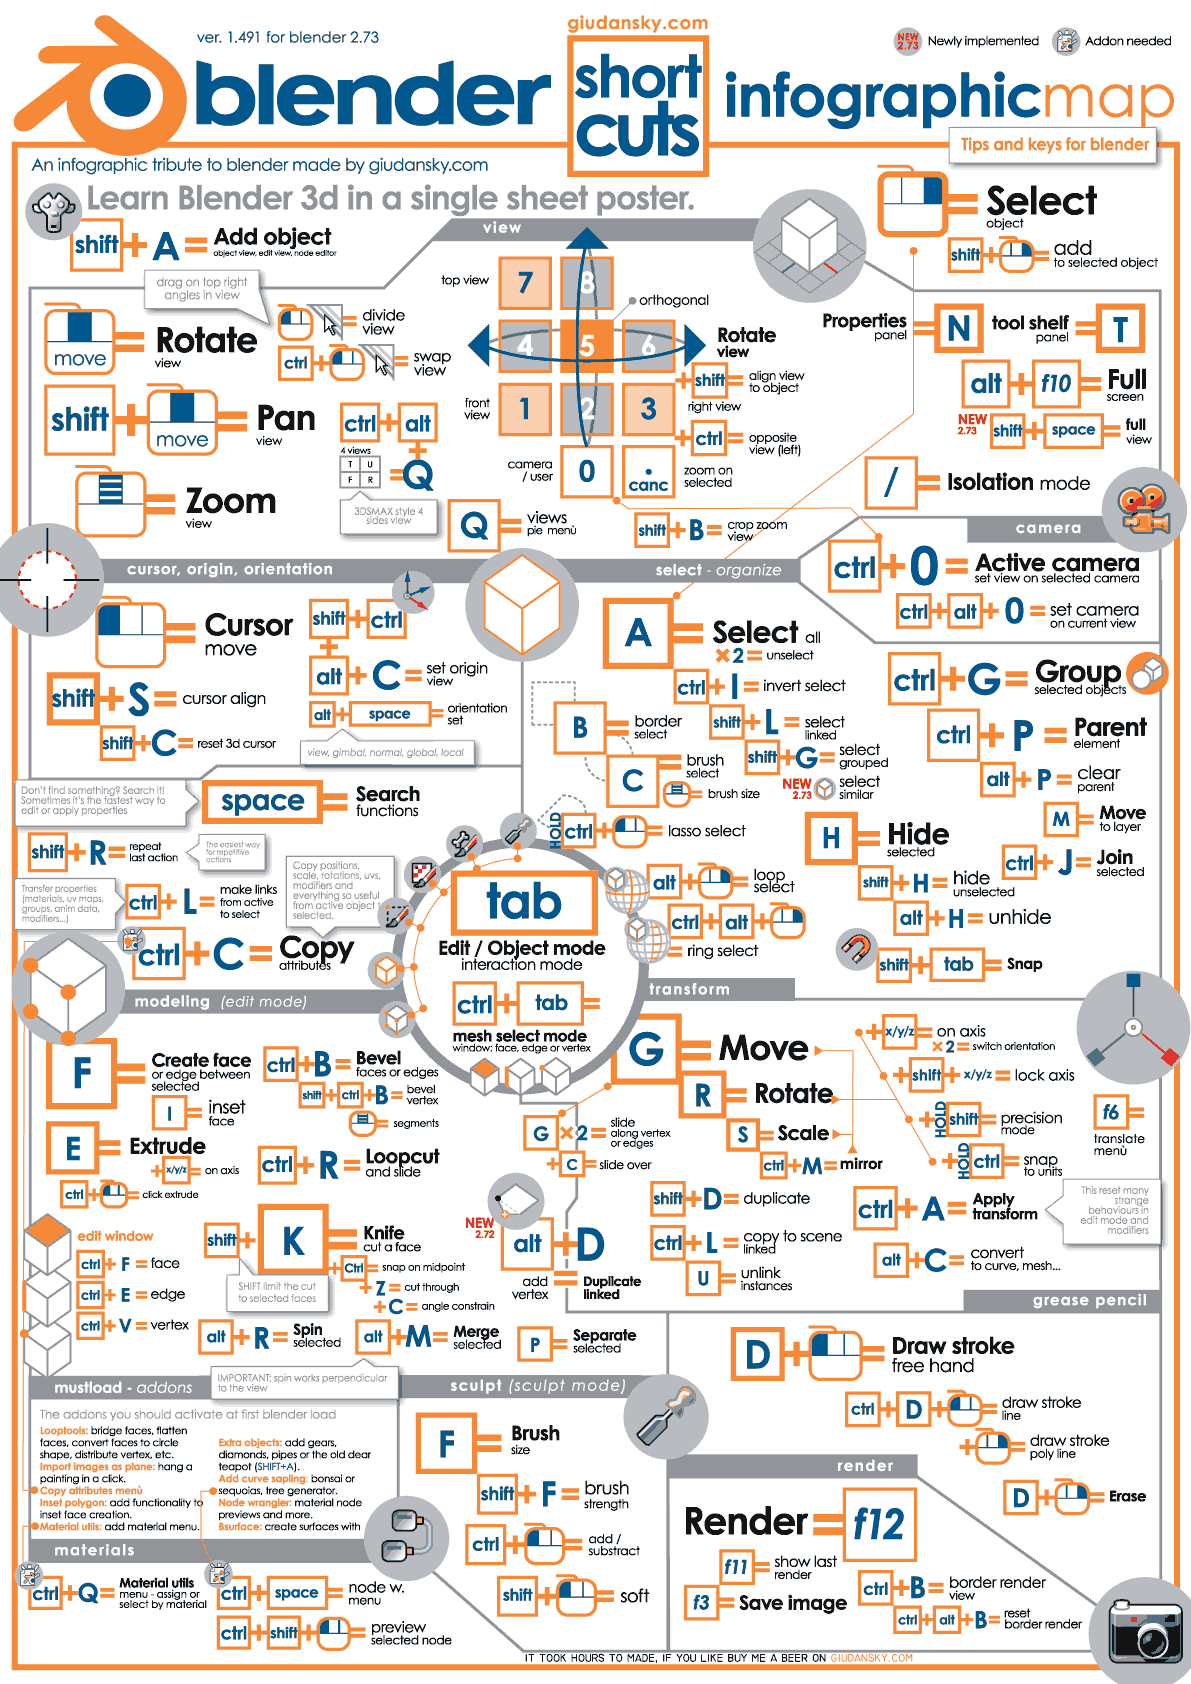 giudansky.com
ver. 1.491 for blender 2.73
NEW 2.73 Newly implemented
Addon needed
blender
short
cuts
infographicmap
Tips and keys for blender
An infographic tribute to blender made by giudansky.com
Learn Blender 3d in a single sheet poster.
shift + A = Add object
object view, edit view, node editor
= Select
object
shift + = add
to selected object
view
drag on top right
angles in view
move = Rotate
view
= divide
view
ctrl + = swap
view
shift + move = Pan
view
ctrl + alt
+
4 views
T U
F R
= Q
3DSMAX style 4
sides view
= Zoom
view
top view
7
8
orthogonal
4
5
6
Rotate
view
front
view
1
2
3
+ shift = align view
to object
right view
+ ctrl = opposite
view (left)
camera
/ user
0
.
canc
zoom on
selected
Q = views
pie menù
shift + B = crop zoom
view
Properties
panel
= N
tool shelf
panel
= T
alt + f10 = Full
screen
NEW
2.73
shift + space = full
view
/ = Isolation mode
camera
ctrl + 0 = Active camera
set view on selected camera
ctrl + alt + 0 = set camera
on current view
cursor, origin, orientation
= Cursor
move
shift + ctrl
+
alt + C = set origin
view
shift + S = cursor align
alt + space = orientation
set
shift + C = reset 3d cursor
view, gimbal, normal, global, local
select - organize
A = Select all
×2 = unselect
ctrl + I = invert select
shift + L = select
linked
shift + G = select
grouped
NEW
2.73
select
similar
B = border
select
C = brush
select
= brush size
HOLD
ctrl + = lasso select
alt + = loop
select
ctrl + alt +
= ring select
ctrl + G = Group
selected objects
ctrl + P = Parent
element
alt + P = clear
parent
M = Move
to layer
ctrl + J = Join
selected
H = Hide
selected
shift + H = hide
unselected
alt + H = unhide
shift + tab = Snap
Don't find something? Search it!
Sometimes it's the fastest way to
edit or apply properties
space = Search
functions
shift + R = repeat
last action
The easiest way
for repetitive
actions
Transfer properties
(materials, uv maps,
groups, anim data,
modifiers...)
ctrl + L = make links
from active
to select
Copy positions,
scale, rotations, uvs,
modifiers and
everything so useful
from active object
selected.
ctrl + C = Copy
attributes
tab
Edit / Object mode
interaction mode
ctrl + tab =
mesh select mode
window: face, edge or vertex
modeling (edit mode)
F = Create face
or edge between
selected
I = inset
face
E = Extrude
+ x/y/z = on axis
ctrl + = click extrude
ctrl + B = Bevel
faces or edges
shift + ctrl + B = bevel
vertex
= segments
ctrl + R = Loopcut
and slide
edit window
ctrl + F = face
ctrl + E = edge
ctrl + V = vertex
shift + K = Knife
cut a face
SHIFT limit the cut
to selected faces
+ Ctrl = snap on midpoint
+ Z = cut through
+ C = angle constrain
alt + R = Spin
selected
alt + M = Merge
selected
P = Separate
selected
IMPORTANT: spin works perpendicular
to the view
G ×2 = slide
along vertex
or edges
+ C = slide over
NEW
2.72
alt + D
add
vertex
= Duplicate
linked
transform
G = Move
R = Rotate
S = Scale
ctrl + M = mirror
+ x/y/z = on axis
×2 = switch orientation
+ shift + x/y/z = lock axis
+ HOLD shift = precision
mode
+ HOLD ctrl = snap
to units
f6 =
translate
menù
shift + D = duplicate
ctrl + L = copy to scene
linked
U = unlink
instances
ctrl + A = Apply
transform
This reset many
strange
behaviours in
edit mode and
modifiers
alt + C = convert
to curve, mesh...
grease pencil
D + = Draw stroke
free hand
ctrl + D + = draw stroke
line
+ = draw stroke
poly line
D + = Erase
mustload - addons
The addons you should activate at first blender load
Looptools: bridge faces, flatten
faces, convert faces to circle
shape, distribute vertex, etc.
Import images as plane: hang a
painting in a click.
Copy attributes menù
Inset polygon: add functionality to
inset face creation.
Material utils: add material menu.
Extra objects: add gears,
diamonds, pipes or the old dear
teapot (SHIFT+A).
Add curve sapling: bonsai or
sequoias, tree generator.
Node wrangler: material node
previews and more.
Bsurface: create surfaces with
materials
ctrl + Q = Material utils
menu - assign or
select by material
ctrl + space = node w.
menu
ctrl + shift + = preview
selected node
sculpt (sculpt mode)
F = Brush
size
shift + F = brush
strength
ctrl + = add /
substract
shift + = soft
render
Render = f12
f11 = show last
render
f3 = Save image
ctrl + B = border render
view
ctrl + alt + B = reset
border render
IT TOOK HOURS TO MADE, IF YOU LIKE BUY ME A BEER ON GIUDANSKY.COM